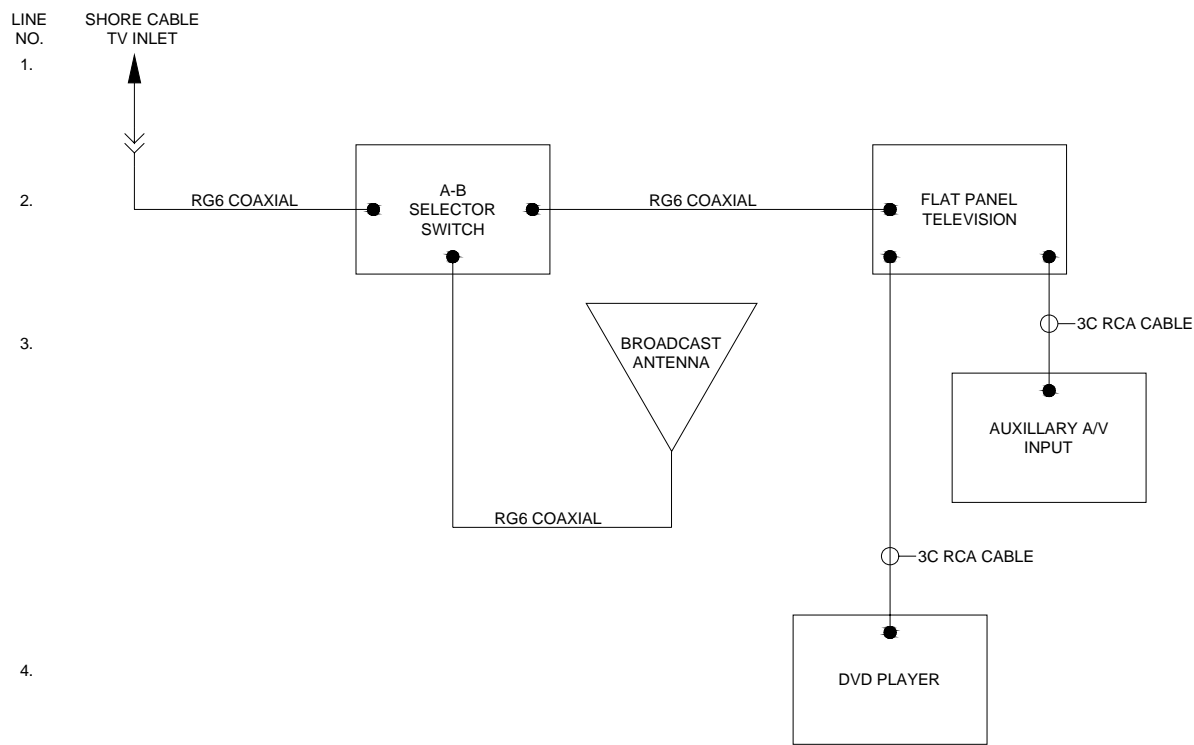 LINE
NO.
SHORE CABLE
TV INLET
1.
2.
RG6 COAXIAL
A-B
SELECTOR
SWITCH
RG6 COAXIAL
FLAT PANEL
TELEVISION
3.
BROADCAST
ANTENNA
3C RCA CABLE
AUXILLARY A/V
INPUT
RG6 COAXIAL
3C RCA CABLE
4.
DVD PLAYER